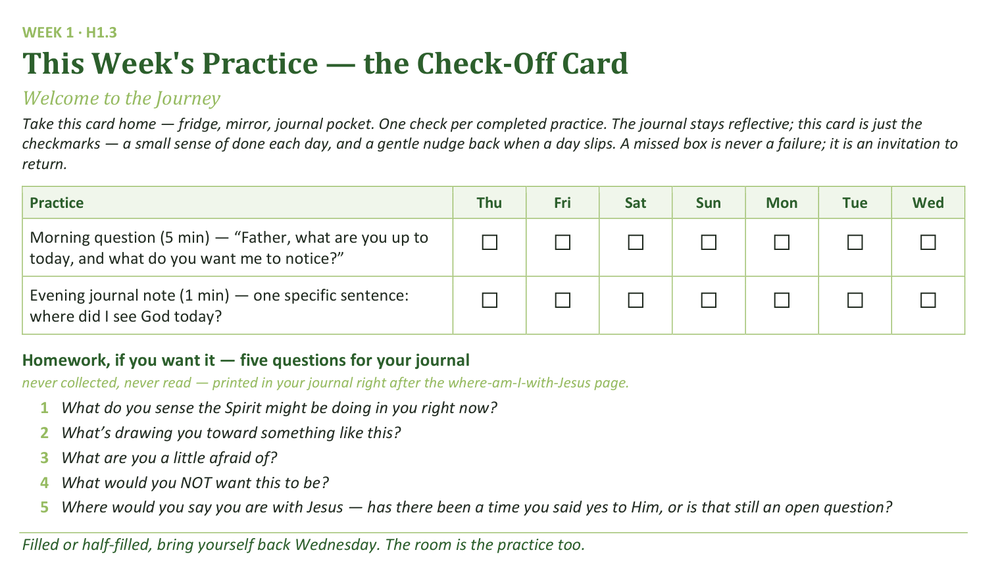 WEEK 1 · H1.3
This Week's Practice — the Check-Off Card
Welcome to the Journey
Take this card home — fridge, mirror, journal pocket. One check per completed practice. The journal stays reflective; this card is just the
checkmarks — a small sense of done each day, and a gentle nudge back when a day slips. A missed box is never a failure; it is an invitation to
return.
Practice Thu Fri Sat Sun Mon Tue Wed
Morning question (5 min) — “Father, what are you up to
today, and what do you want me to notice?” ☐ ☐ ☐ ☐ ☐ ☐ ☐
Evening journal note (1 min) — one specific sentence:
where did I see God today? ☐ ☐ ☐ ☐ ☐ ☐ ☐
Homework, if you want it — five questions for your journal
never collected, never read — printed in your journal right after the where-am-I-with-Jesus page.
1 What do you sense the Spirit might be doing in you right now?
2 What’s drawing you toward something like this?
3 What are you a little afraid of?
4 What would you NOT want this to be?
5 Where would you say you are with Jesus — has there been a time you said yes to Him, or is that still an open question?
Filled or half-filled, bring yourself back Wednesday. The room is the practice too.